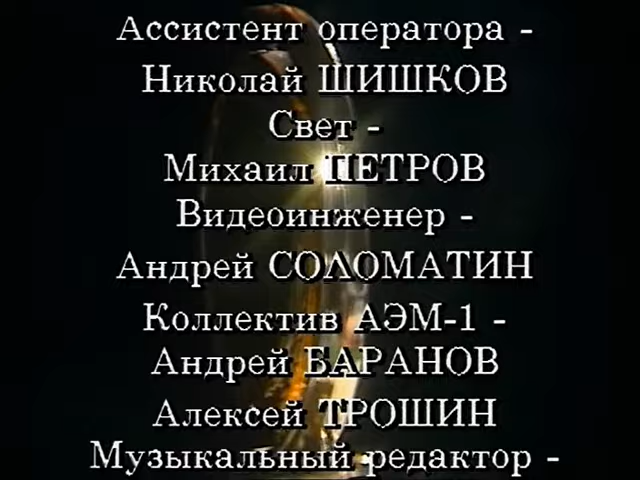 Ассистент оператора -
Николай ШИШКОВ
Свет -
Михаил ПЕТРОВ
Видеоинженер -
Андрей СОЛОМАТИН
Коллектив АЭМ-1 -
Андрей БАРАНОВ
Алексей ТРОШИН
Музыкальный редактор -